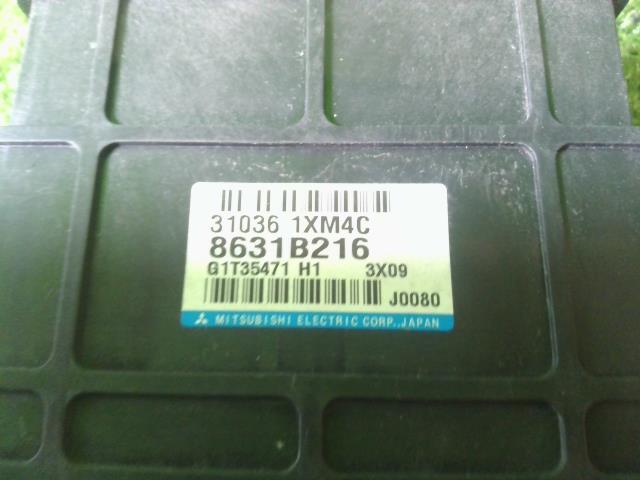 31036 1XM4C
8631B216
G1T35471 H1 3X09
J0080
MITSUBISHI ELECTRIC CORP., JAPAN